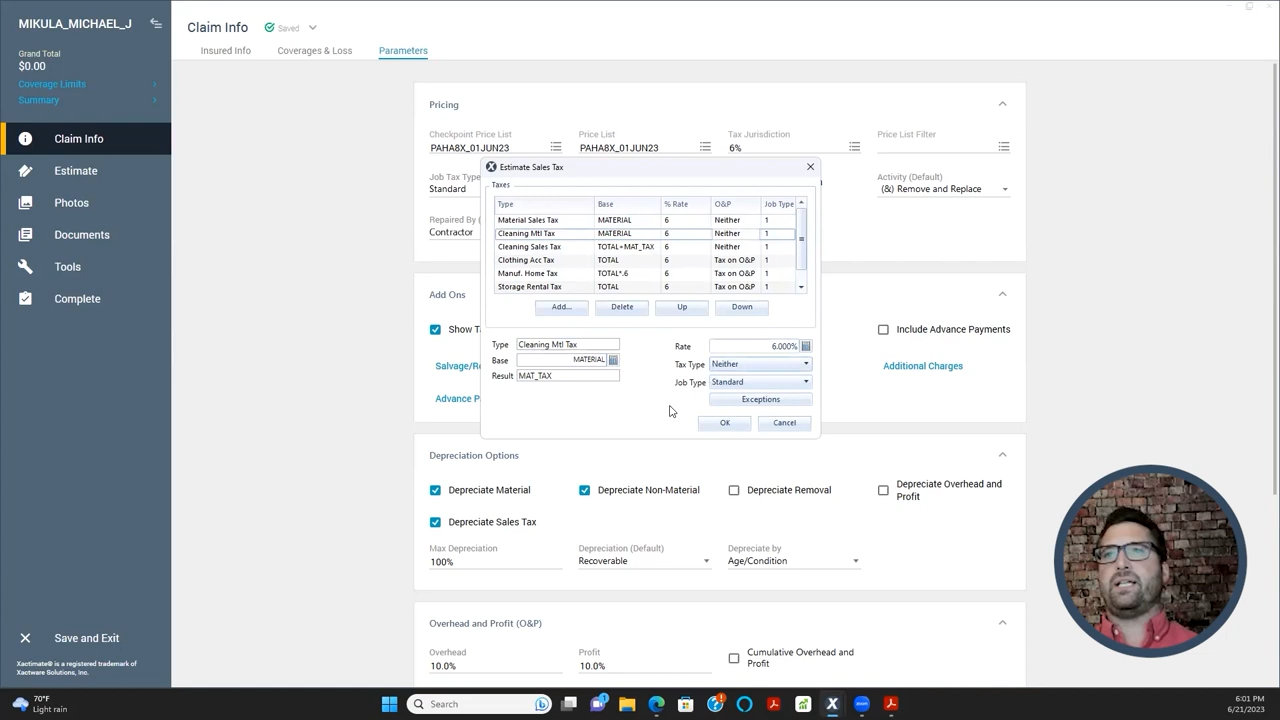 MIKULA_MICHAEL_J
Grand Total
$0.00
Coverage Limits
Summary
Claim Info
Estimate
Photos
Documents
Tools
Complete
Save and Exit
Xactimate® is a registered trademark of
Xactware Solutions, Inc.
Claim Info Saved
Insured Info Coverages & Loss Parameters
Pricing
Checkpoint Price List Price List Tax Jurisdiction Price List Filter
PAHA8X_01JUN23 PAHA8X_01JUN23 6%
Job Tax Type Activity (Default)
Standard (&) Remove and Replace
Repaired By
Contractor
Estimate Sales Tax
Taxes
Type Base % Rate O&P Job Type
Material Sales Tax MATERIAL 6 Neither 1
Cleaning Mtl Tax MATERIAL 6 Neither 1
Cleaning Sales Tax TOTAL+MAT_TAX 6 Neither 1
Clothing Acc Tax TOTAL 6 Tax on O&P 1
Manuf. Home Tax TOTAL*.6 6 Tax on O&P 1
Storage Rental Tax TOTAL 6 Tax on O&P 1
Add... Delete Up Down
Type Cleaning Mtl Tax Rate 6.000%
Base MATERIAL Tax Type Neither
Result MAT_TAX Job Type Standard
Exceptions
OK Cancel
Add Ons
Show Include Advance Payments
Additional Charges
Advance
Depreciation Options
Depreciate Material Depreciate Non-Material Depreciate Removal Depreciate Overhead and
Profit
Depreciate Sales Tax
Max Depreciation Depreciation (Default) Depreciate by
100% Recoverable Age/Condition
Overhead and Profit (O&P)
Overhead Profit Cumulative Overhead and
Profit
10.0% 10.0%
70°F
Light rain
Search
6:01 PM
6/21/2023